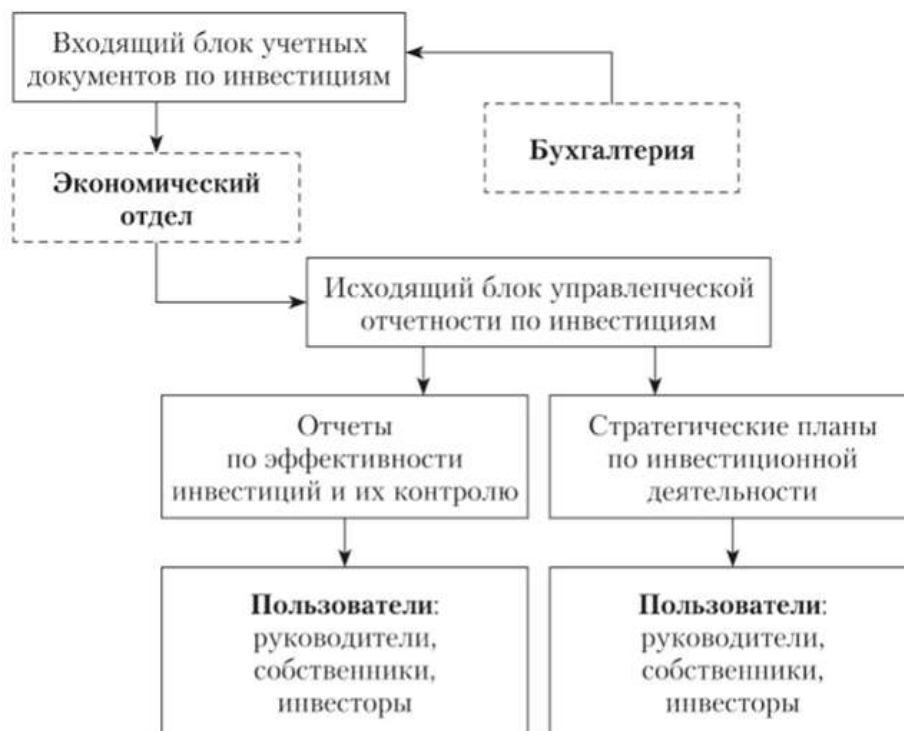 Входящий блок учетных
документов по инвестициям
Бухгалтерия
Экономический
отдел
Исходящий блок управленческой
отчетности по инвестициям
Отчеты
по эффективности
инвестиций и их контролю
Стратегические планы
по инвестиционной
деятельности
Пользователи:
руководители,
собственники,
инвесторы
Пользователи:
руководители,
собственники,
инвесторы